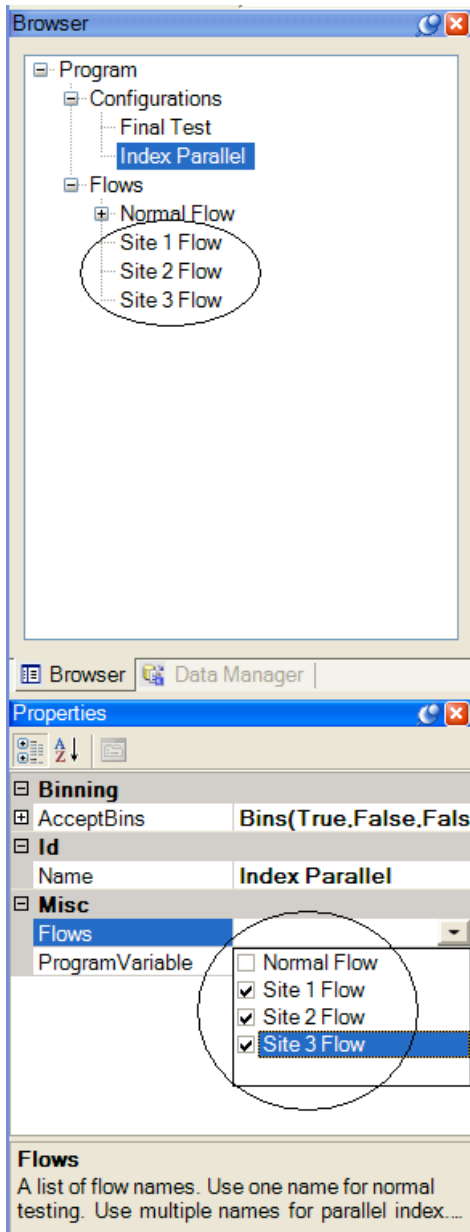 Browser
Program
Configurations
Final Test
Index Parallel
Flows
Normal Flow
Site 1 Flow
Site 2 Flow
Site 3 Flow
Browser Data Manager
Properties
Binning
AcceptBins Bins(True,False,Fals
Id
Name Index Parallel
Misc
Flows
ProgramVariable Normal Flow
Site 1 Flow
Site 2 Flow
Site 3 Flow
Flows
A list of flow names. Use one name for normal
testing. Use multiple names for parallel index....